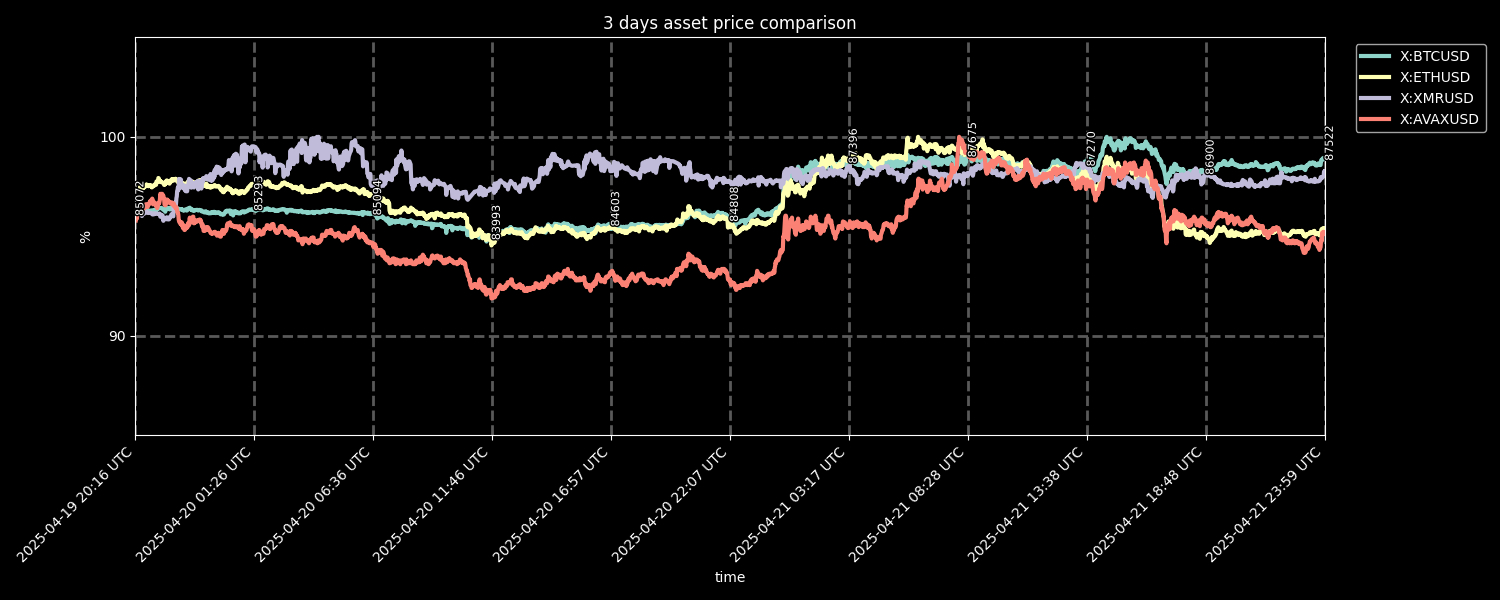 3 days asset price comparison
X:BTCUSD
X:ETHUSD
X:XMRUSD
X:AVAXUSD
100
90
%
85293
85094
83993
84603
84808
87396
87675
87270
86900
87522
2025-04-19 20:16 UTC
2025-04-20 01:26 UTC
2025-04-20 06:36 UTC
2025-04-20 11:46 UTC
2025-04-20 16:57 UTC
2025-04-20 22:07 UTC
2025-04-21 03:17 UTC
2025-04-21 08:28 UTC
2025-04-21 13:38 UTC
2025-04-21 18:48 UTC
2025-04-21 23:59 UTC
time